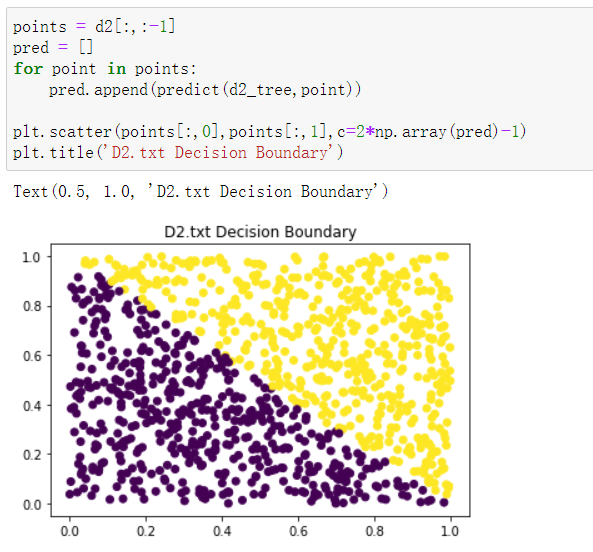 points = d2[:,:-1]
pred = []
for point in points:
    pred.append(predict(d2_tree,point))
plt.scatter(points[:,0],points[:,1],c=2*np.array(pred)-1)
plt.title('D2.txt Decision Boundary')
Text(0.5, 1.0, 'D2.txt Decision Boundary')
D2.txt Decision Boundary
1.0
0.8
0.6
0.4
0.2
0.0
0.0 0.2 0.4 0.6 0.8 1.0